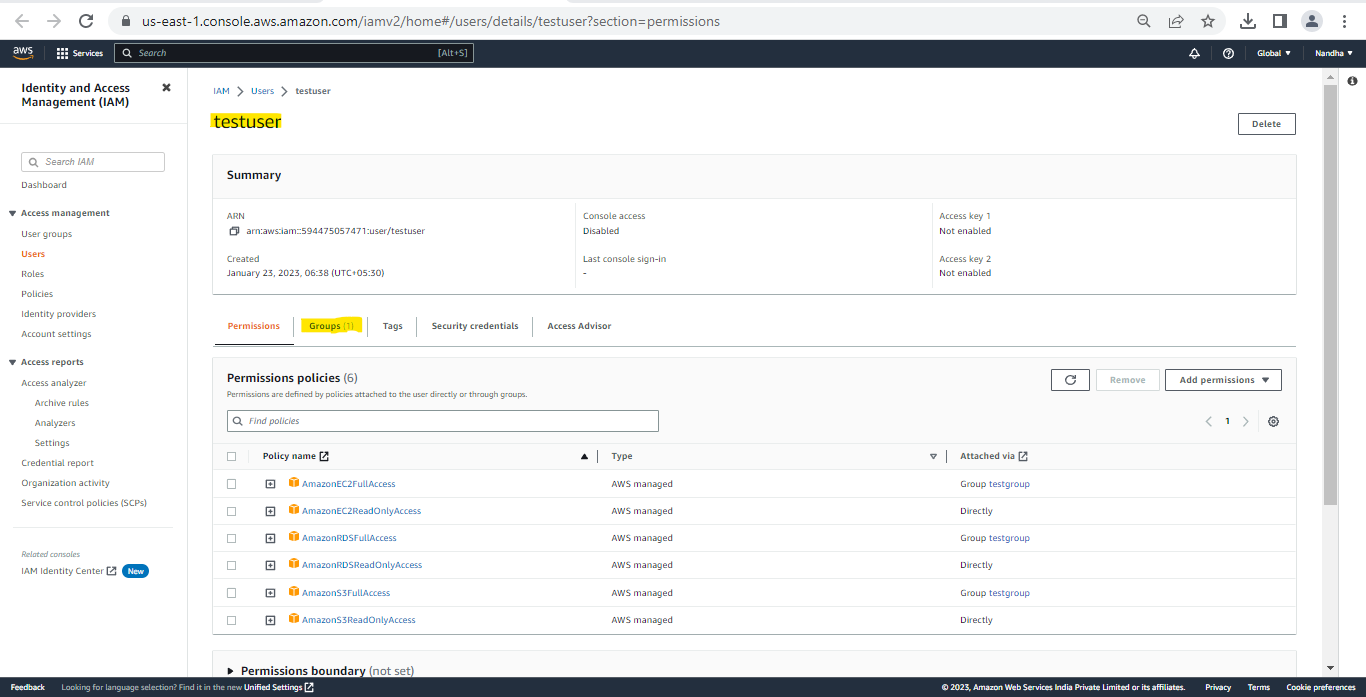 us-east-1.console.aws.amazon.com/iamv2/home#/users/details/testuser?section=permissions
aws Services Search [Alt+S] Global Nandha
Identity and Access
Management (IAM)
Search IAM
Dashboard
Access management
User groups
Users
Roles
Policies
Identity providers
Account settings
Access reports
Access analyzer
Archive rules
Analyzers
Settings
Credential report
Organization activity
Service control policies (SCPs)
Related consoles
IAM Identity Center New
IAM Users testuser
testuser
Delete
Summary
ARN
arn:aws:iam::594475057471:user/testuser
Created
January 23, 2023, 06:38 (UTC+05:30)
Console access
Disabled
Last console sign-in
-
Access key 1
Not enabled
Access key 2
Not enabled
Permissions Groups (1) Tags Security credentials Access Advisor
Permissions policies (6)
Permissions are defined by policies attached to the user directly or through groups.
Remove Add permissions
Find policies
1
Policy name Type Attached via
AmazonEC2FullAccess AWS managed Group testgroup
AmazonEC2ReadOnlyAccess AWS managed Directly
AmazonRDSFullAccess AWS managed Group testgroup
AmazonRDSReadOnlyAccess AWS managed Directly
AmazonS3FullAccess AWS managed Group testgroup
AmazonS3ReadOnlyAccess AWS managed Directly
Permissions boundary (not set)
Feedback Looking for language selection? Find it in the new Unified Settings © 2023, Amazon Web Services India Private Limited or its affiliates. Privacy Terms Cookie preferences